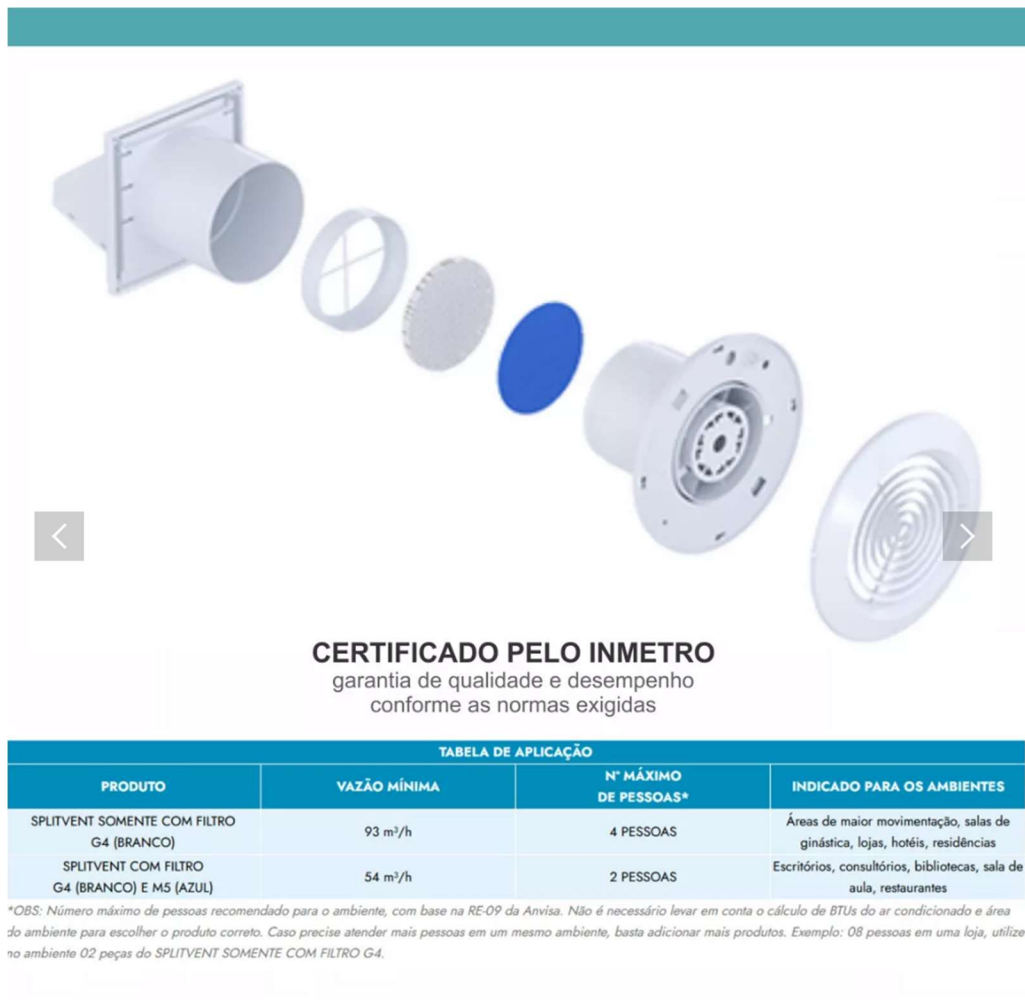 CERTIFICADO PELO INMETRO
garantia de qualidade e desempenho
conforme as normas exigidas
TABELA DE APLICAÇÃO
PRODUTO
VAZÃO MÍNIMA
N° MÁXIMO
DE PESSOAS*
INDICADO PARA OS AMBIENTES
SPLITVENT SOMENTE COM FILTRO
G4 (BRANCO)
93 m³/h
4 PESSOAS
Áreas de maior movimentação, salas de
ginástica, lojas, hotéis, residências
SPLITVENT COM FILTRO
G4 (BRANCO) E M5 (AZUL)
54 m³/h
2 PESSOAS
Escritórios, consultórios, bibliotecas, sala de
aula, restaurantes
*OBS: Número máximo de pessoas recomendado para o ambiente, com base na RE-09 da Anvisa. Não é necessário levar em conta o cálculo de BTUs do ar condicionado e área
do ambiente para escolher o produto correto. Caso precise atender mais pessoas em um mesmo ambiente, basta adicionar mais produtos. Exemplo: 08 pessoas em uma loja, utilize
no ambiente 02 peças do SPLITVENT SOMENTE COM FILTRO G4.